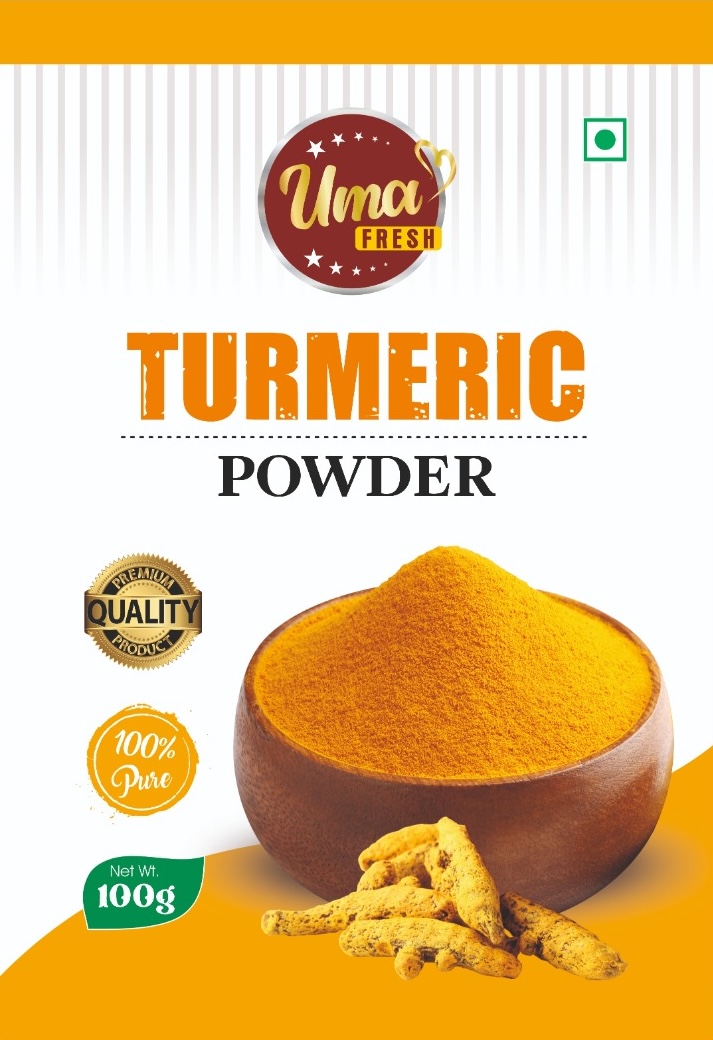 Uma
FRESH
TURMERIC
POWDER
PREMIUM
QUALITY
PRODUCT
100%
Pure
Net Wt.
100g